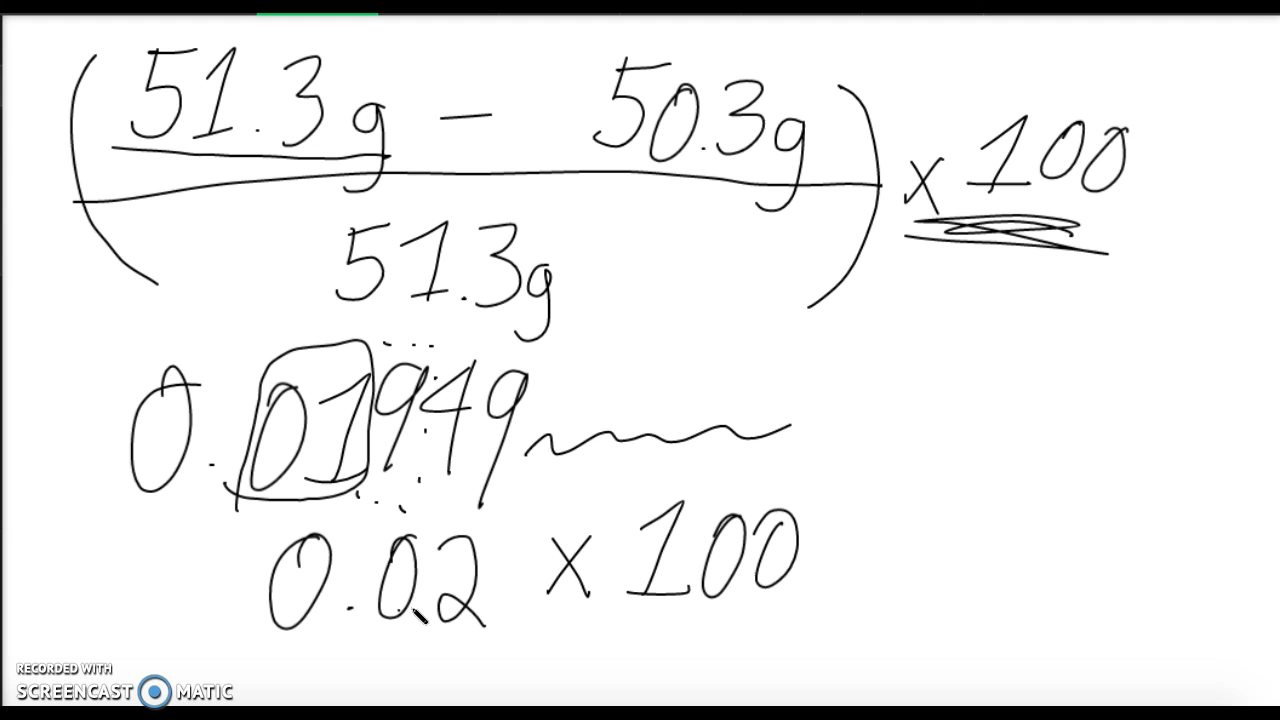 ( 51.3g - 50.3g ) x 100
51.3g
0.01949
0.02 x 100
RECORDED WITH
SCREENCAST MATIC